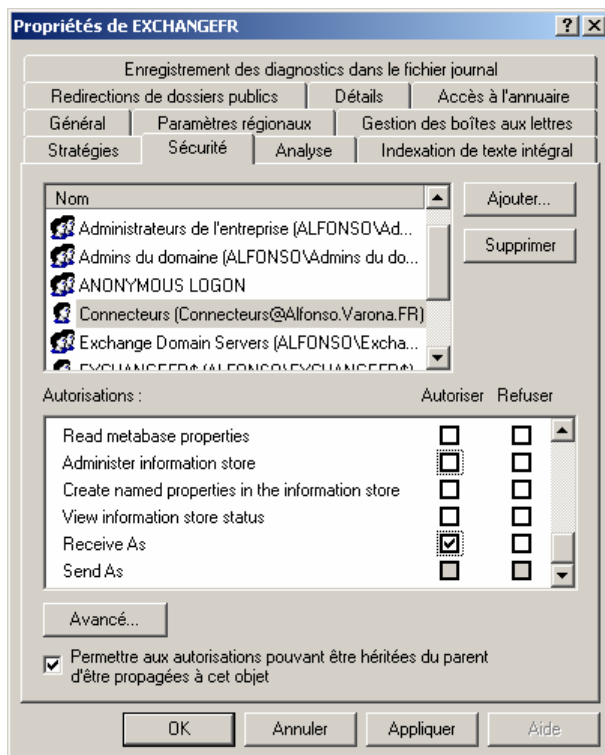 Propriétés de EXCHANGEFR
Enregistrement des diagnostics dans le fichier journal
Redirections de dossiers publics Détails Accès à l'annuaire
Général Paramètres régionaux Gestion des boîtes aux lettres
Stratégies Sécurité Analyse Indexation de texte intégral
Nom
Ajouter...
Administrateurs de l'entreprise (ALFONSO\Ad...
Admins du domaine (ALFONSO\Admins du do...
Supprimer
ANONYMOUS LOGON
Connecteurs (Connecteurs@Alfonso.Varona.FR)
Exchange Domain Servers (ALFONSO\Excha...
EXCHANGEFR$ (ALFONSO\EXCHANGEFR$)
Autorisations : Autoriser Refuser
Read metabase properties
Administer information store
Create named properties in the information store
View information store status
Receive As
Send As
Avancé...
Permettre aux autorisations pouvant être héritées du parent
d'être propagées à cet objet
OK Annuler Appliquer Aide